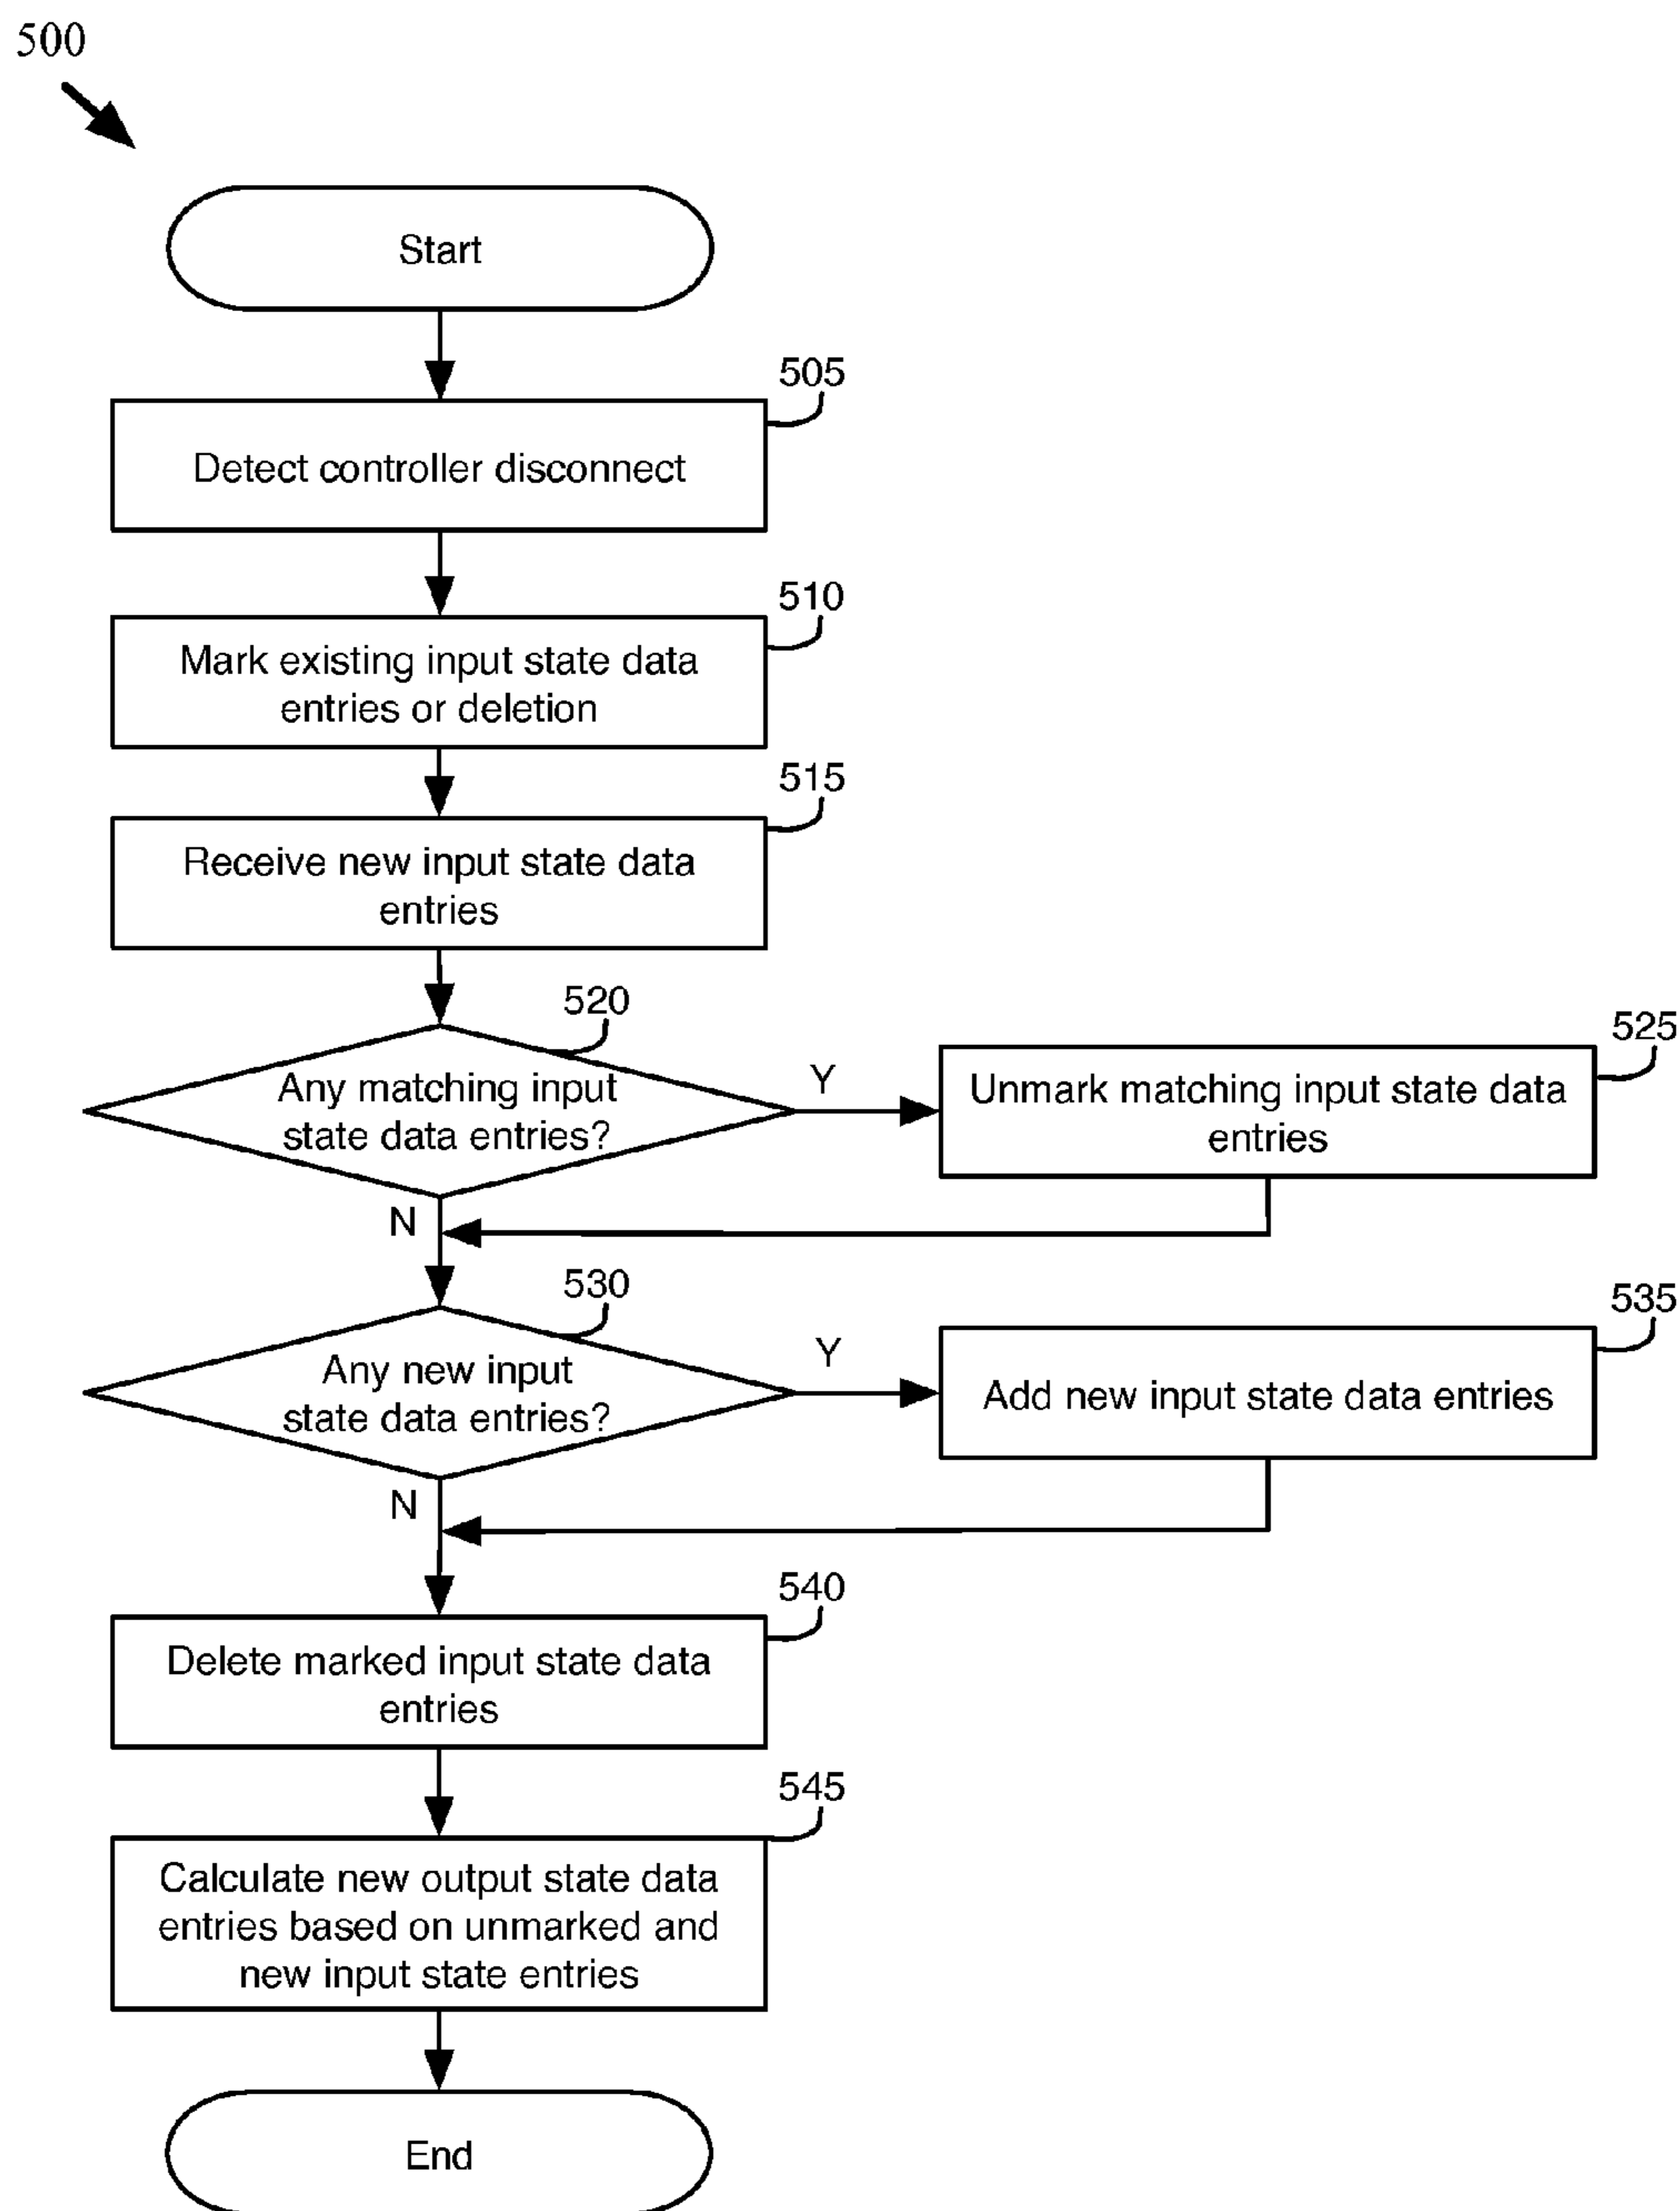 500
Start
505
Detect controller disconnect
510
Mark existing input state data
entries or deletion
515
Receive new input state data
entries
520
Any matching input
state data entries?
Y
525
Unmark matching input state data
entries
N
530
Any new input
state data entries?
Y
535
Add new input state data entries
N
540
Delete marked input state data
entries
545
Calculate new output state data
entries based on unmarked and
new input state entries
End